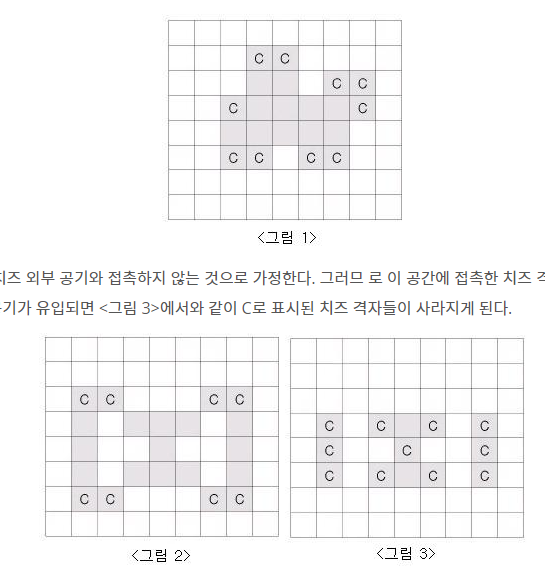 C C
C C
C C
C C C C
<그림 1>
치즈 외부 공기와 접촉하지 않는 것으로 가정한다. 그러므 로 이 공간에 접촉한 치즈 격
기가 유입되면 <그림 3>에서와 같이 C로 표시된 치즈 격자들이 사라지게 된다.
C C C C
C C C C
<그림 2>
C C C C
C C C
C C C C
<그림 3>